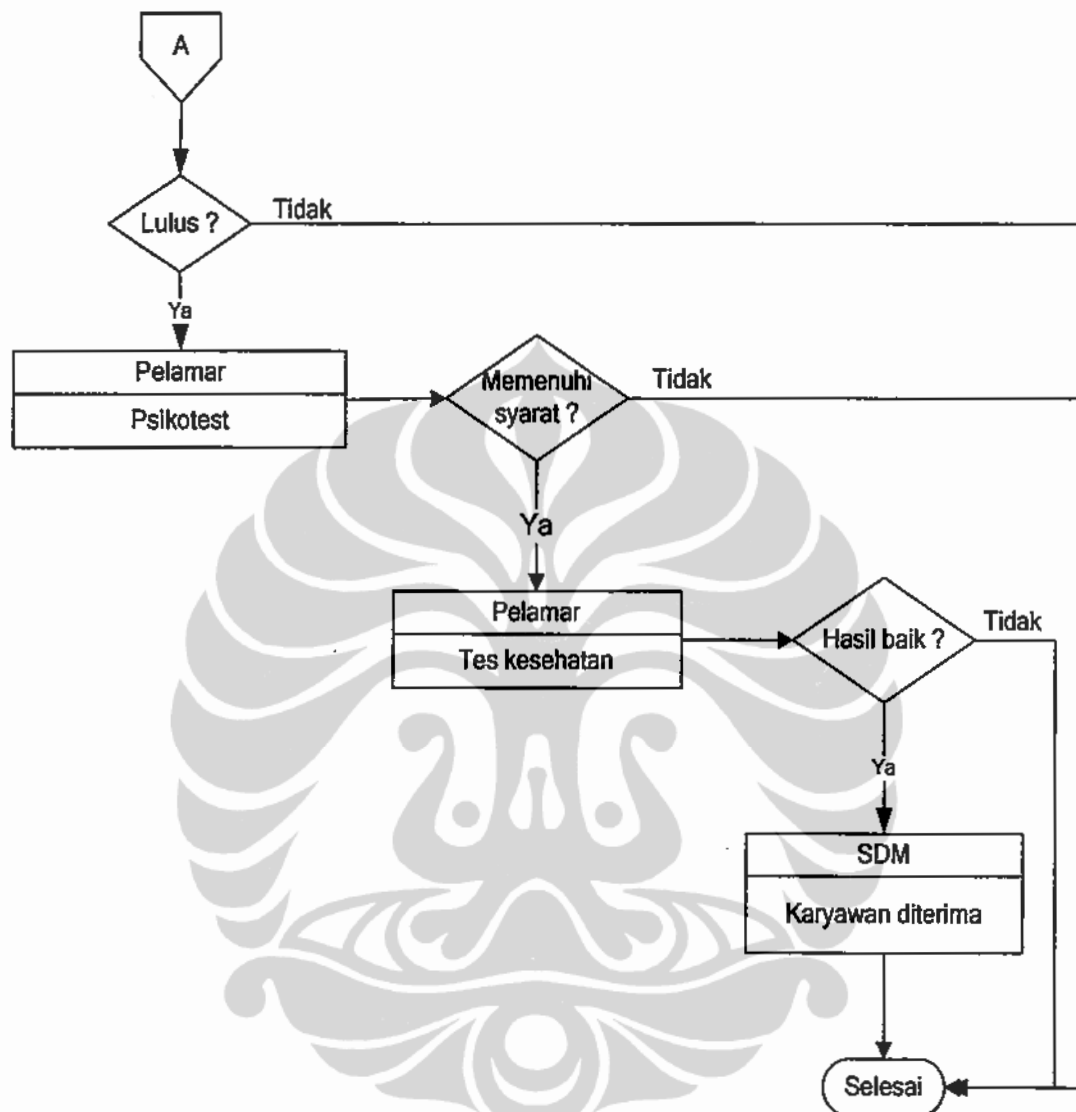 A
Lulus ?
Tidak
Ya
Pelamar
Psikotest
Memenuhi
syarat ?
Tidak
Ya
Pelamar
Tes kesehatan
Hasil baik ?
Tidak
Ya
SDM
Karyawan diterima
Selesai